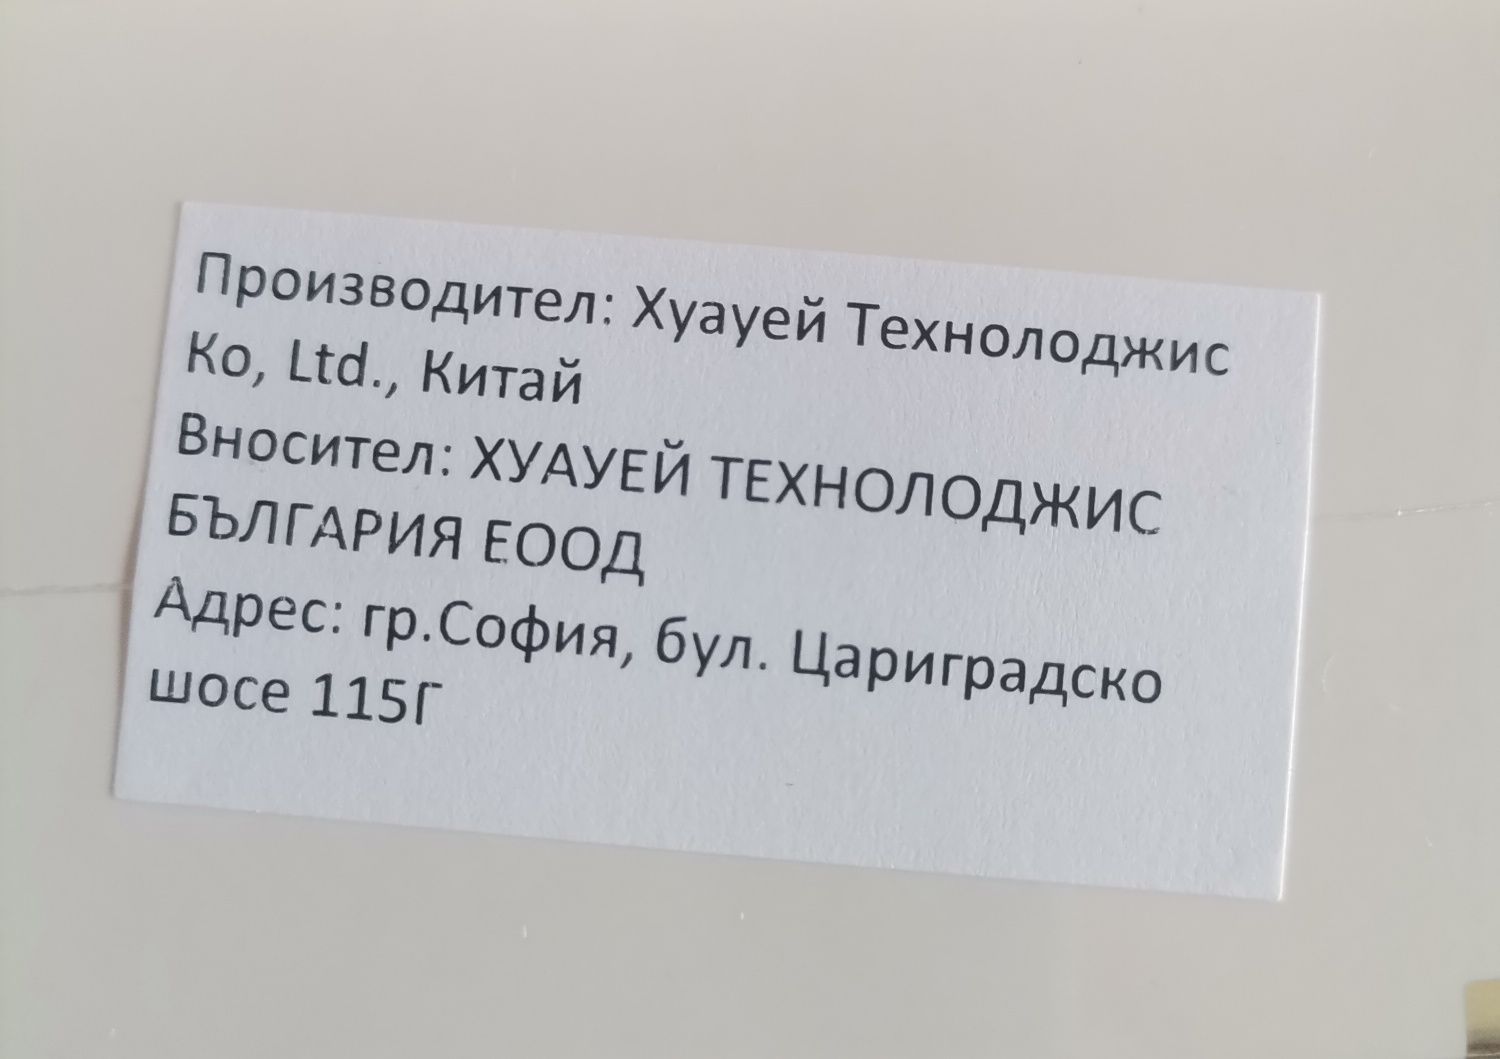 Производител: Хуауей Технолоджис
Ко, Ltd., Китай
Вносител: ХУАУЕЙ ТЕХНОЛОДЖИС
БЪЛГАРИЯ ЕООД
Адрес: гр.София, бул. Цариградско
шосе 115Г